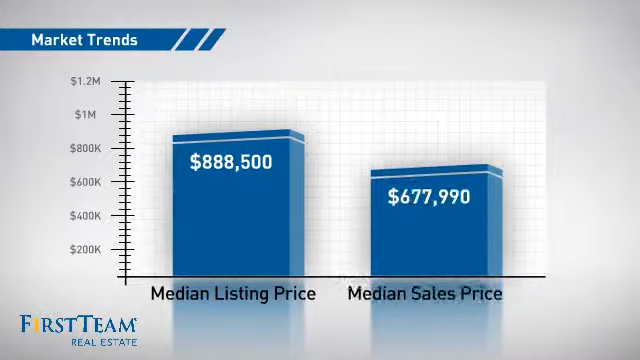 Market Trends
$1.2M
$1M
$800K
$600K
$400K
$200K
$888,500
$677,990
Median Listing Price
Median Sales Price
FIRSTTEAM®
REAL ESTATE